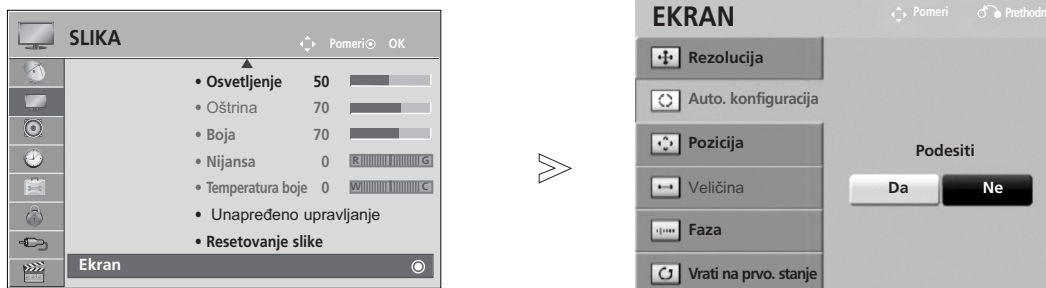 SLIKA
Pomeri OK
• Osvetljenje 50
• Oštrina 70
• Boja 70
• Nijansa 0 R G
• Temperatura boje 0 W C
• Unapređeno upravljanje
• Resetovanje slike
Ekran
EKRAN
Pomeri Prethodn
Rezolucija
Auto. konfiguracija
Pozicija
Veličina
Faza
Vrati na prvo. stanje
Podesiti
Da Ne